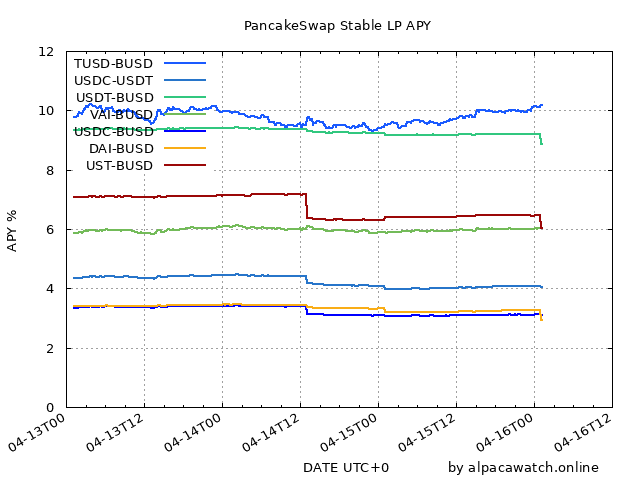 PancakeSwap Stable LP APY
APY %
12
10
8
6
4
2
0
TUSD-BUSD
USDC-USDT
USDT-BUSD
VAI-BUSD
USDC-BUSD
DAI-BUSD
UST-BUSD
04-13T00
04-13T12
04-14T00
04-14T12
04-15T00
04-15T12
04-16T00
04-16T12
DATE UTC+0
by alpacawatch.online